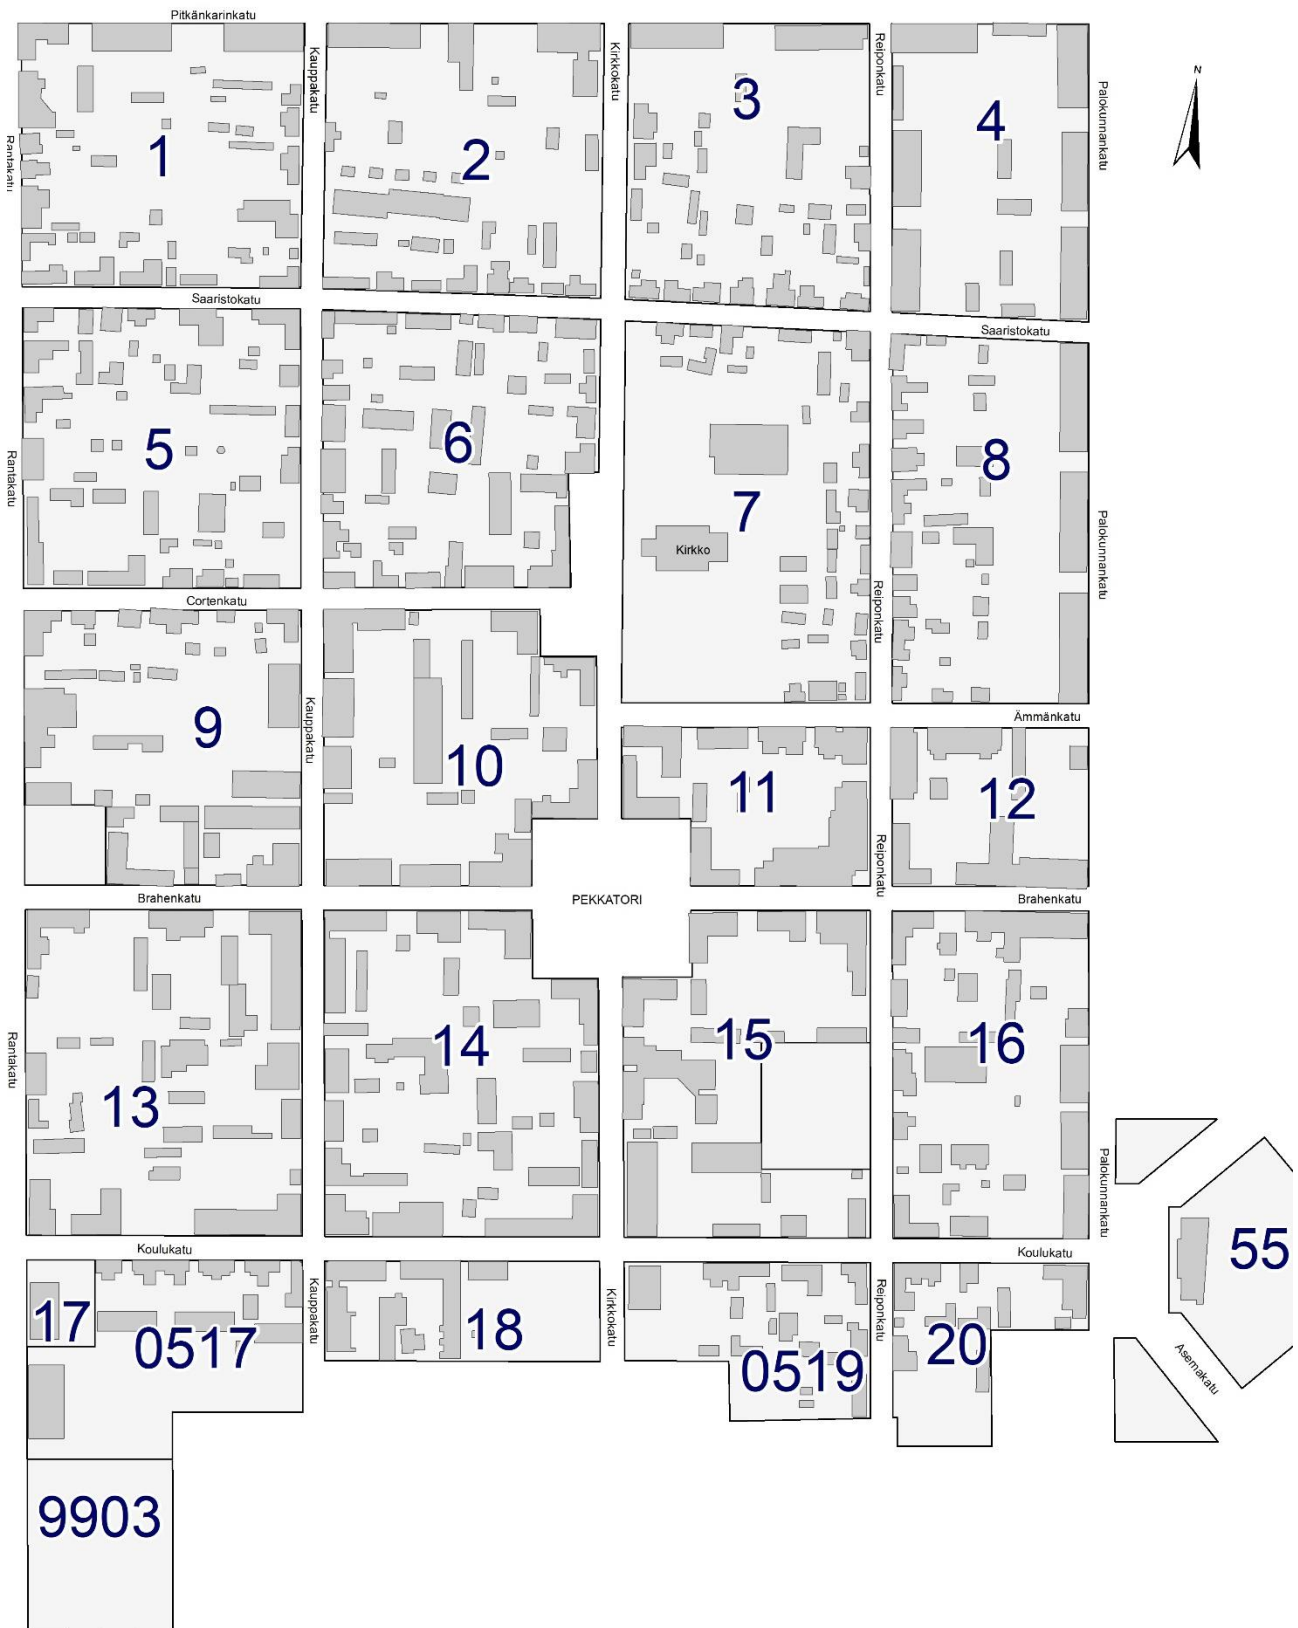 Pitkänkarinkatu
N
Kauppakatu
Kirkkokatu
Reiponkatu
Palokunnankatu
Rantakatu
1
2
3
4
Saaristokatu
Saaristokatu
Rantakatu
5
6
7
8
Kirkko
Palokunnankatu
Reiponkatu
Cortenkatu
Kauppakatu
Ämmänkatu
9
10
11
12
Reiponkatu
Brahenkatu
PEKKATORI
Brahenkatu
Rantakatu
13
14
15
16
Palokunnankatu
Koulukatu
Koulukatu
55
17
0517
Kauppakatu
18
Kirkkokatu
0519
Reiponkatu
20
Asemakatu
9903